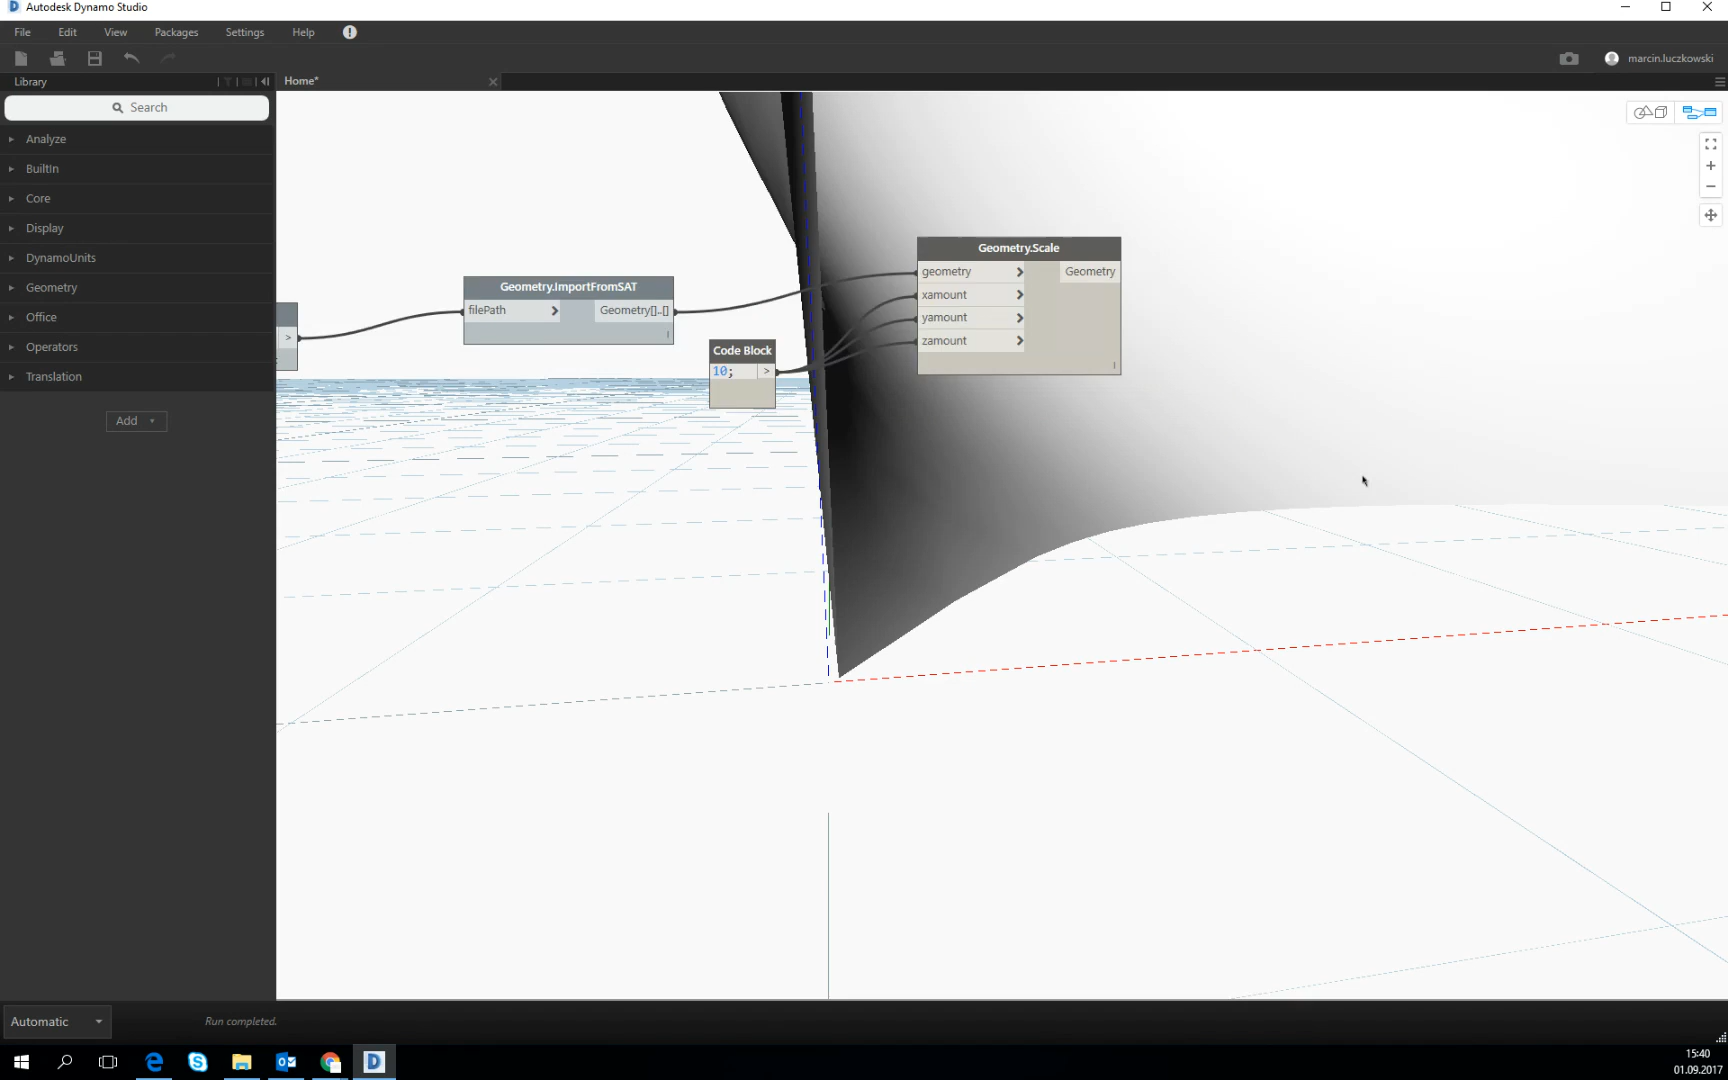 Autodesk Dynamo Studio
File Edit View Packages Settings Help
marcin.luczkowski
Library
Home*
Search
Analyze
BuiltIn
Core
Display
DynamoUnits
Geometry
Office
Operators
Translation
Add
>
Geometry.ImportFromSAT
filePath > Geometry[]..[]
l
Code Block
10; >
Geometry.Scale
geometry > Geometry
xamount >
yamount >
zamount >
l
Automatic
Run completed.
15:40
01.09.2017